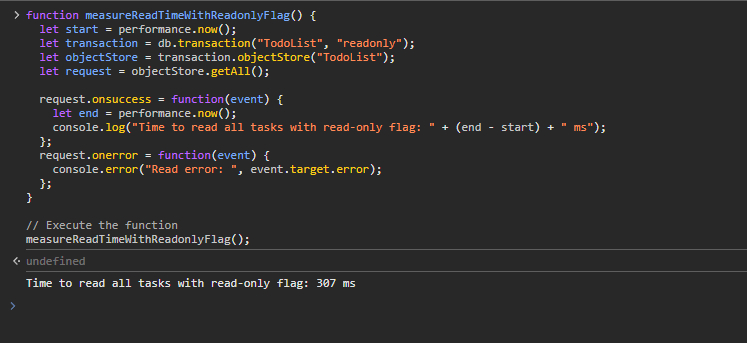 function measureReadTimeWithReadonlyFlag() {
let start = performance.now();
let transaction = db.transaction("TodoList", "readonly");
let objectStore = transaction.objectStore("TodoList");
let request = objectStore.getAll();
request.onsuccess = function(event) {
let end = performance.now();
console.log("Time to read all tasks with read-only flag: " + (end - start) + " ms");
};
request.onerror = function(event) {
console.error("Read error: ", event.target.error);
};
}
// Execute the function
measureReadTimeWithReadonlyFlag();
undefined
Time to read all tasks with read-only flag: 307 ms